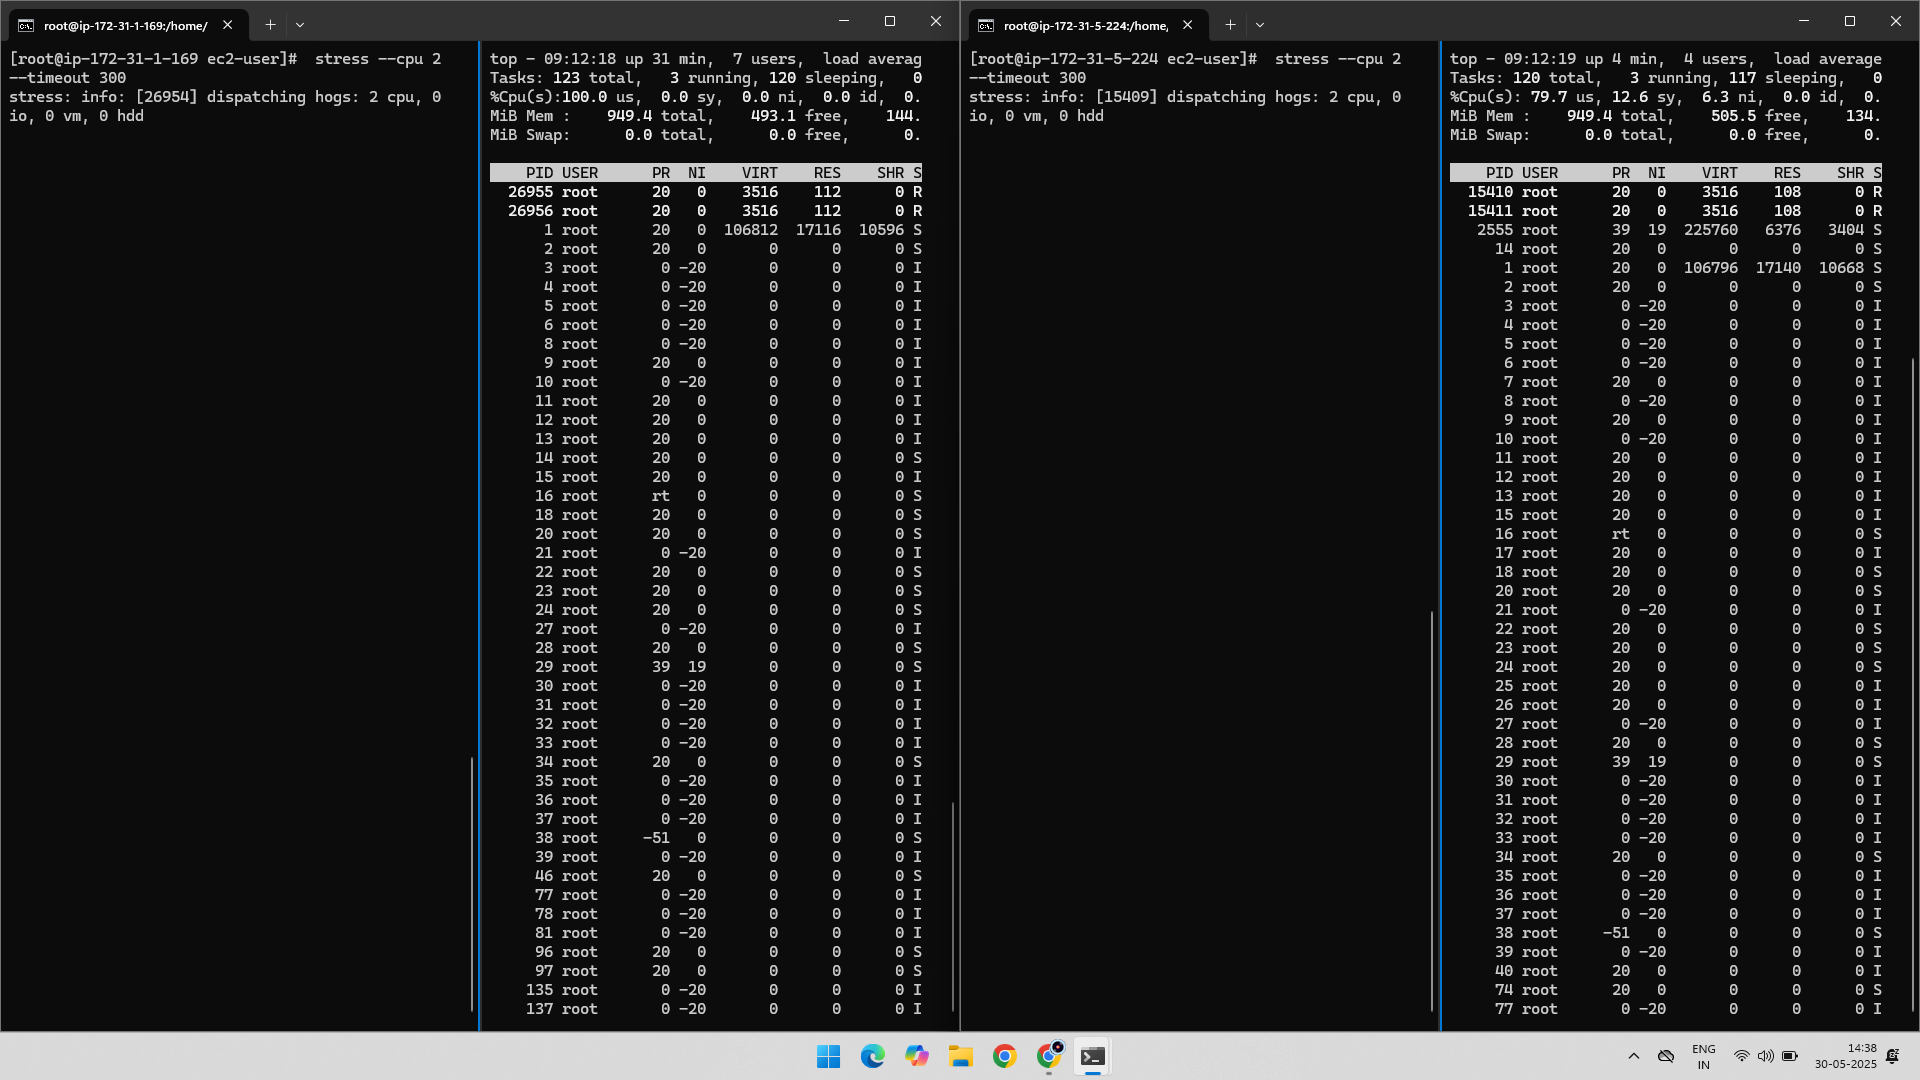 root@ip-172-31-1-169:/home/
[root@ip-172-31-1-169 ec2-user]#  stress --cpu 2
--timeout 300
stress: info: [26954] dispatching hogs: 2 cpu, 0
io, 0 vm, 0 hdd
top - 09:12:18 up 31 min,  7 users,  load averag
Tasks: 123 total,   3 running, 120 sleeping,   0
%Cpu(s):100.0 us,  0.0 sy,  0.0 ni,  0.0 id,  0.
MiB Mem :    949.4 total,    493.1 free,    144.
MiB Swap:      0.0 total,      0.0 free,      0.
PID USER      PR  NI    VIRT    RES    SHR S
26955 root      20   0    3516    112      0 R
26956 root      20   0    3516    112      0 R
1 root      20   0  106812  17116  10596 S
2 root      20   0       0      0      0 S
3 root       0 -20       0      0      0 I
4 root       0 -20       0      0      0 I
5 root       0 -20       0      0      0 I
6 root       0 -20       0      0      0 I
8 root       0 -20       0      0      0 I
9 root      20   0       0      0      0 I
10 root       0 -20       0      0      0 I
11 root      20   0       0      0      0 I
12 root      20   0       0      0      0 I
13 root      20   0       0      0      0 I
14 root      20   0       0      0      0 S
15 root      20   0       0      0      0 I
16 root      rt   0       0      0      0 S
18 root      20   0       0      0      0 S
20 root      20   0       0      0      0 S
21 root       0 -20       0      0      0 I
22 root      20   0       0      0      0 S
23 root      20   0       0      0      0 S
24 root      20   0       0      0      0 S
27 root       0 -20       0      0      0 I
28 root      20   0       0      0      0 S
29 root      39  19       0      0      0 S
30 root       0 -20       0      0      0 I
31 root       0 -20       0      0      0 I
32 root       0 -20       0      0      0 I
33 root       0 -20       0      0      0 I
34 root      20   0       0      0      0 S
35 root       0 -20       0      0      0 I
36 root       0 -20       0      0      0 I
37 root       0 -20       0      0      0 I
38 root     -51   0       0      0      0 S
39 root       0 -20       0      0      0 I
46 root      20   0       0      0      0 S
77 root       0 -20       0      0      0 I
78 root       0 -20       0      0      0 I
81 root       0 -20       0      0      0 I
96 root      20   0       0      0      0 S
97 root      20   0       0      0      0 S
135 root       0 -20       0      0      0 I
137 root       0 -20       0      0      0 I
root@ip-172-31-5-224:/home,
[root@ip-172-31-5-224 ec2-user]#  stress --cpu 2
--timeout 300
stress: info: [15409] dispatching hogs: 2 cpu, 0
io, 0 vm, 0 hdd
top - 09:12:19 up 4 min,  4 users,  load average
Tasks: 120 total,   3 running, 117 sleeping,   0
%Cpu(s): 79.7 us, 12.6 sy,  6.3 ni,  0.0 id,  0.
MiB Mem :    949.4 total,    505.5 free,    134.
MiB Swap:      0.0 total,      0.0 free,      0.
PID USER      PR  NI    VIRT    RES    SHR S
15410 root      20   0    3516    108      0 R
15411 root      20   0    3516    108      0 R
2555 root      39  19  225760   6376   3404 S
14 root      20   0       0      0      0 S
1 root      20   0  106796  17140  10668 S
2 root      20   0       0      0      0 S
3 root       0 -20       0      0      0 I
4 root       0 -20       0      0      0 I
5 root       0 -20       0      0      0 I
6 root       0 -20       0      0      0 I
7 root      20   0       0      0      0 I
8 root       0 -20       0      0      0 I
9 root      20   0       0      0      0 I
10 root       0 -20       0      0      0 I
11 root      20   0       0      0      0 I
12 root      20   0       0      0      0 I
13 root      20   0       0      0      0 I
15 root      20   0       0      0      0 I
16 root      rt   0       0      0      0 S
17 root      20   0       0      0      0 I
18 root      20   0       0      0      0 S
20 root      20   0       0      0      0 S
21 root       0 -20       0      0      0 I
22 root      20   0       0      0      0 S
23 root      20   0       0      0      0 S
24 root      20   0       0      0      0 S
25 root      20   0       0      0      0 I
26 root      20   0       0      0      0 I
27 root       0 -20       0      0      0 I
28 root      20   0       0      0      0 S
29 root      39  19       0      0      0 S
30 root       0 -20       0      0      0 I
31 root       0 -20       0      0      0 I
32 root       0 -20       0      0      0 I
33 root       0 -20       0      0      0 I
34 root      20   0       0      0      0 S
35 root       0 -20       0      0      0 I
36 root       0 -20       0      0      0 I
37 root       0 -20       0      0      0 I
38 root     -51   0       0      0      0 S
39 root       0 -20       0      0      0 I
40 root      20   0       0      0      0 I
74 root      20   0       0      0      0 S
77 root       0 -20       0      0      0 I
ENG
IN
14:38
30-05-2025